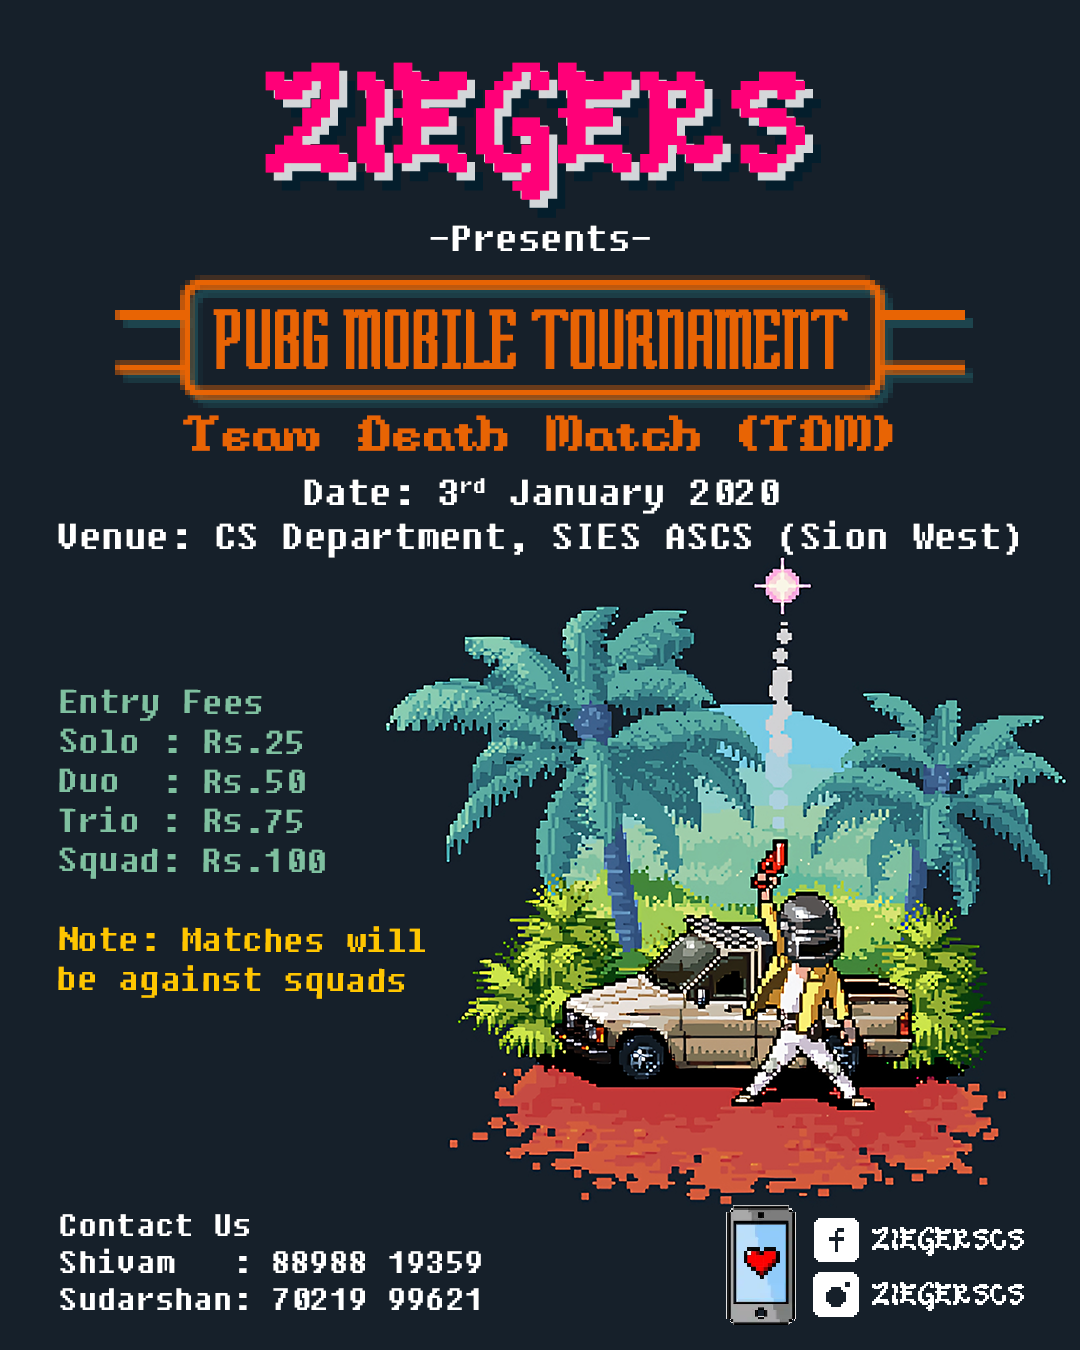 ZIEGERS
-Presents-
PUBG MOBILE TOURNAMENT
Team Death Match (TDM)
Date: 3rd January 2020
Venue: CS Department, SIES ASCS (Sion West)
Entry Fees
Solo : Rs.25
Duo : Rs.50
Trio : Rs.75
Squad: Rs.100
Note: Matches will
be against squads
Contact Us
Shivam : 88988 19359
Sudarshan: 70219 99621
ZIEGERSCS
ZIEGERSCS